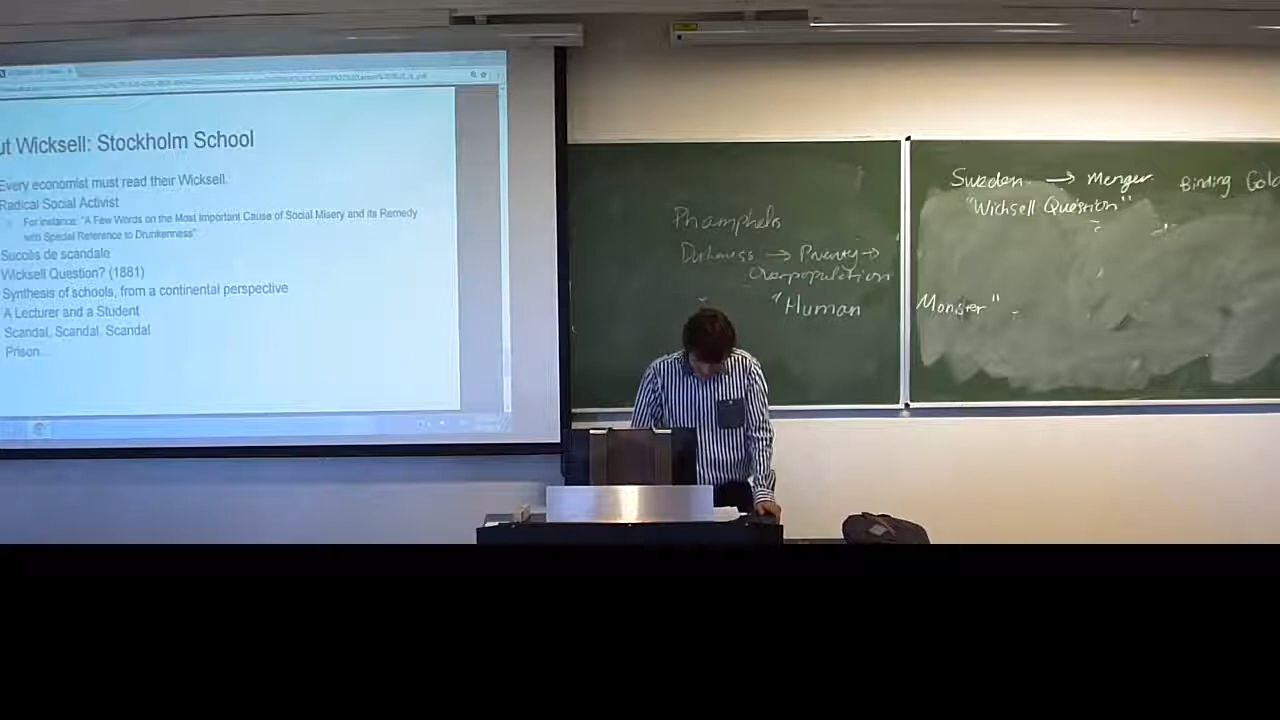 ut Wicksell: Stockholm School
Every economist must read their Wicksell.
Radical Social Activist
For instance: "A Few Words on the Most Important Cause of Social Misery and its Remedy
with Special Reference to Drunkenness"
Succès de scandale
Wicksell Question? (1881)
Synthesis of schools, from a continental perspective
A Lecturer and a Student
Scandal, Scandal, Scandal
Prison...
Phamphels
→ Poverty →
Overpopulation
"Human Monster"
Sweden → Menger Binding Gold
"Wicksell Question"